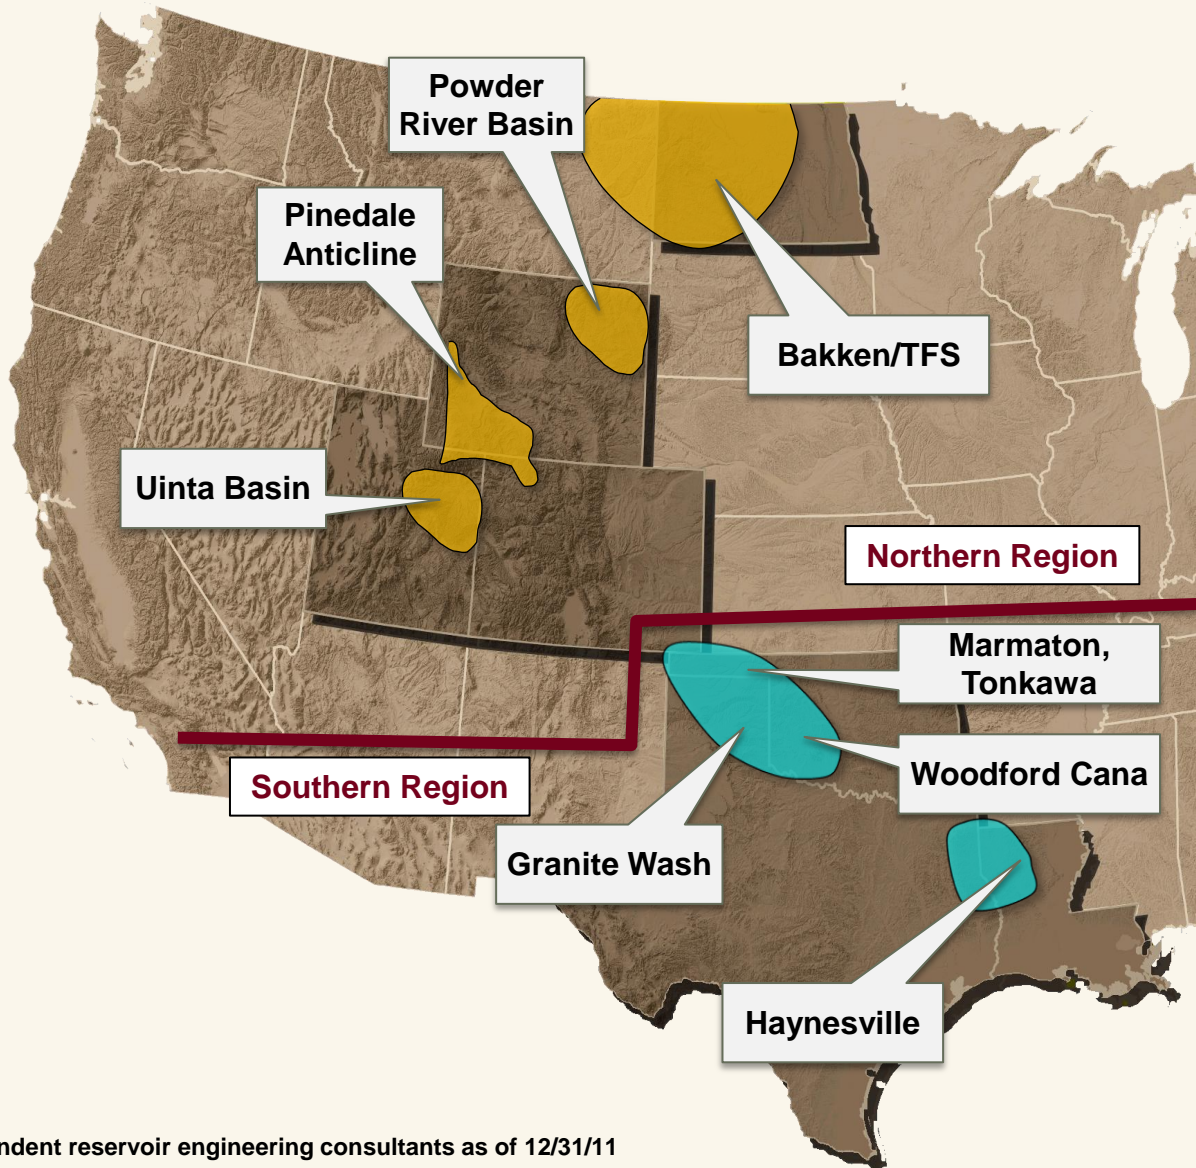 Powder
River Basin
Pinedale
Anticline
Bakken/TFS
Uinta Basin
Northern Region
Marmaton,
Tonkawa
Southern Region
Woodford Cana
Granite Wash
Haynesville
ndent reservoir engineering consultants as of 12/31/11